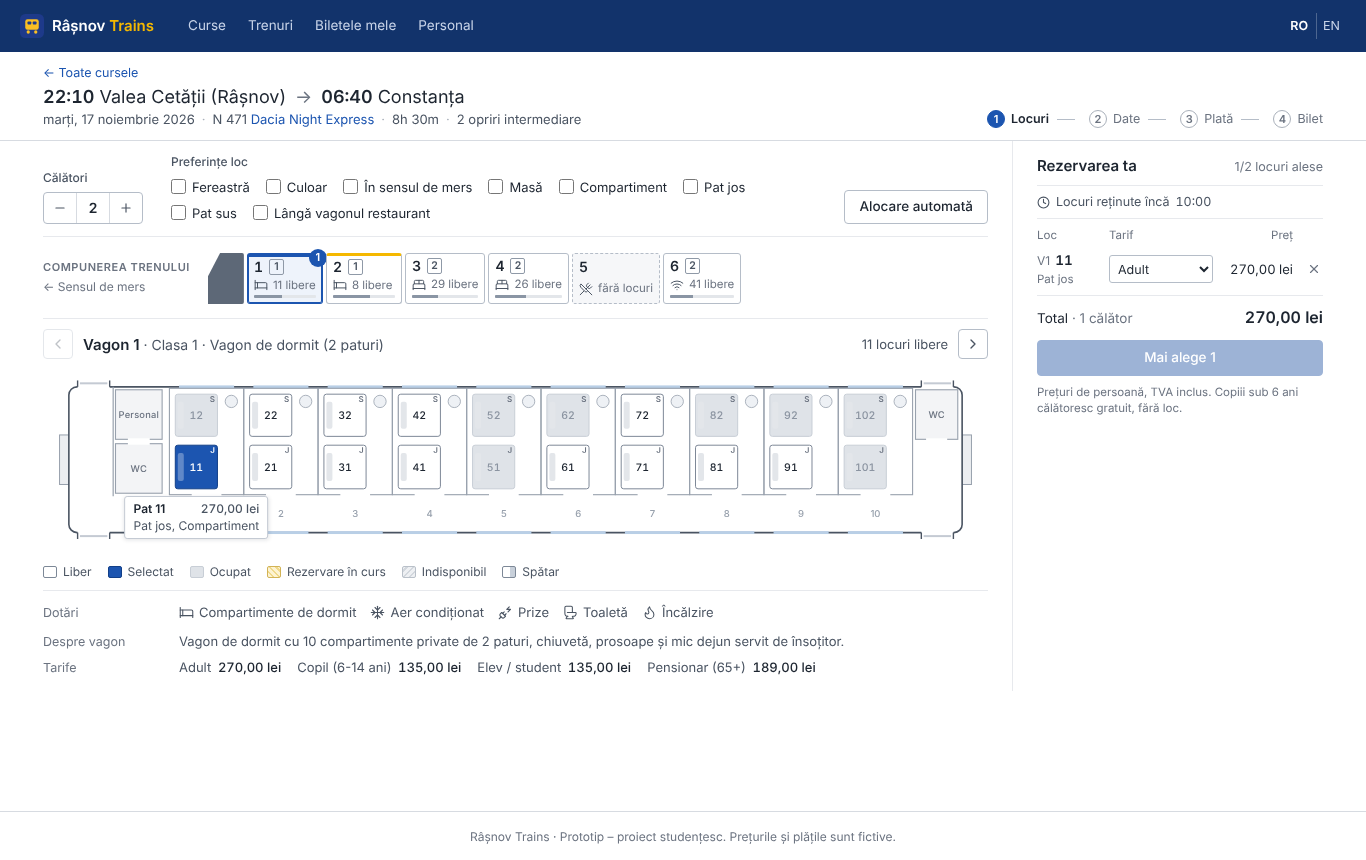 Râșnov Trains
Curse
Trenuri
Biletele mele
Personal
RO
EN
← Toate cursele
22:10 Valea Cetății (Râșnov) → 06:40 Constanța
marți, 17 noiembrie 2026 · N 471 Dacia Night Express · 8h 30m · 2 opriri intermediare
1 Locuri
2 Date
3 Plată
4 Bilet
Călători
− 2 +
Preferințe loc
Fereastră Culoar În sensul de mers Masă Compartiment Pat jos
Pat sus Lângă vagonul restaurant
Alocare automată
COMPUNEREA TRENULUI
← Sensul de mers
1 1 11 libere 1
2 1 8 libere
3 2 29 libere
4 2 26 libere
5 fără locuri
6 2 41 libere
Vagon 1 · Clasa 1 · Vagon de dormit (2 paturi)
11 locuri libere
Personal
WC
12 S 22 S 32 S 42 S 52 S 62 S 72 S 82 S 92 S 102 S
WC
11 J 21 J 31 J 41 J 51 J 61 J 71 J 81 J 91 J 101 J
2 3 4 5 6 7 8 9 10
Pat 11 270,00 lei
Pat jos, Compartiment
Liber Selectat Ocupat Rezervare în curs Indisponibil Spătar
Dotări Compartimente de dormit Aer condiționat Prize Toaletă Încălzire
Despre vagon Vagon de dormit cu 10 compartimente private de 2 paturi, chiuvetă, prosoape și mic dejun servit de însoțitor.
Tarife Adult 270,00 lei Copil (6-14 ani) 135,00 lei Elev / student 135,00 lei Pensionar (65+) 189,00 lei
Rezervarea ta 1/2 locuri alese
Locuri reținute încă 10:00
Loc Tarif Preț
V1 11 Adult 270,00 lei ×
Pat jos
Total · 1 călător 270,00 lei
Mai alege 1
Prețuri de persoană, TVA inclus. Copiii sub 6 ani
călătoresc gratuit, fără loc.
Râșnov Trains · Prototip – proiect studențesc. Prețurile și plățile sunt fictive.